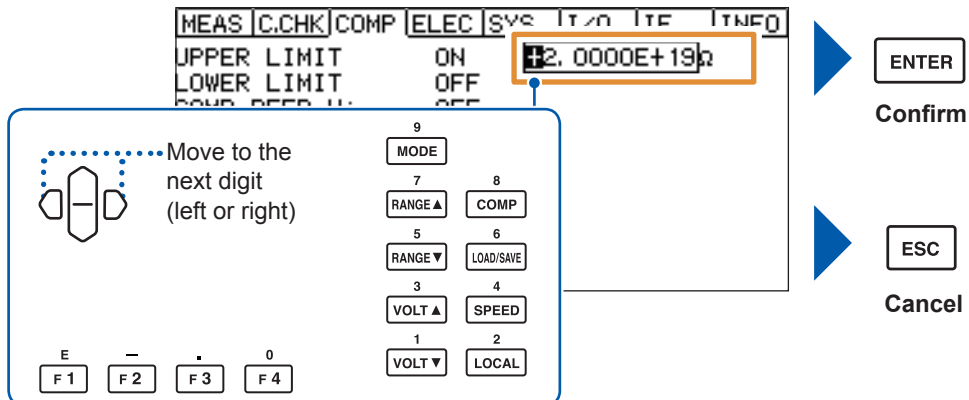 MEAS C.CHK COMP ELEC SYS I/O IF INFO
UPPER LIMIT ON +2.0000E+19Ω
LOWER LIMIT OFF
ENTER
Confirm
Move to the
next digit
(left or right)
9
MODE
7 8
RANGE▲ COMP
5 6
RANGE▼ LOAD/SAVE
3 4
VOLT▲ SPEED
1 2
VOLT▼ LOCAL
E — . 0
F1 F2 F3 F4
ESC
Cancel